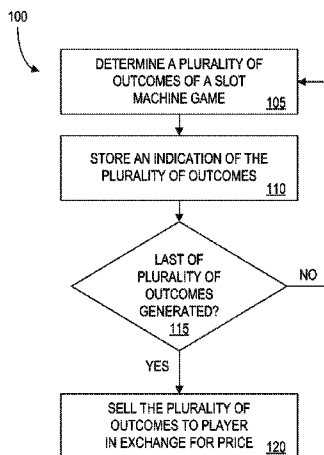 100
DETERMINE A PLURALITY OF
OUTCOMES OF A SLOT
MACHINE GAME
105
STORE AN INDICATION OF THE
PLURALITY OF OUTCOMES
110
LAST OF
PLURALITY OF
OUTCOMES
GENERATED?
115
NO
YES
SELL THE PLURALITY OF
OUTCOMES TO PLAYER
IN EXCHANGE FOR PRICE
120